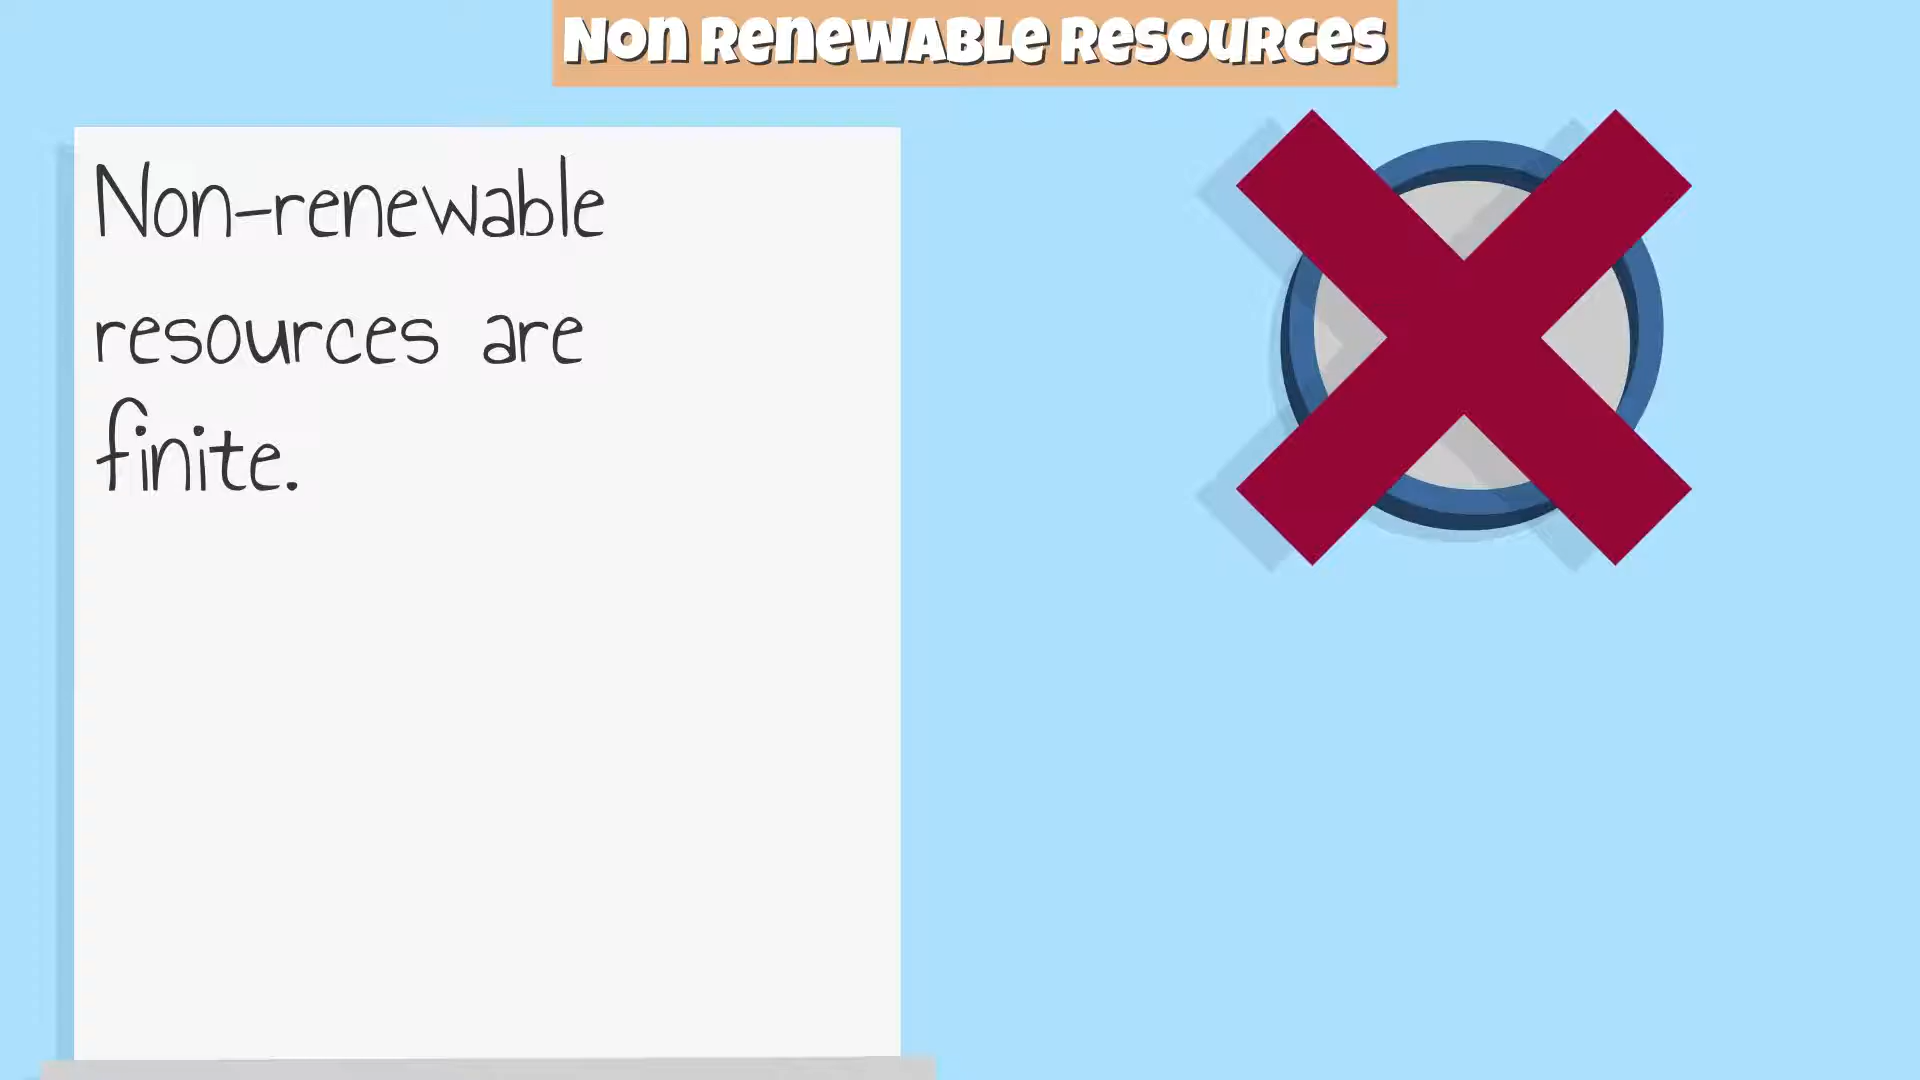 Non Renewable Resources
Non-renewable
resources are
finite.